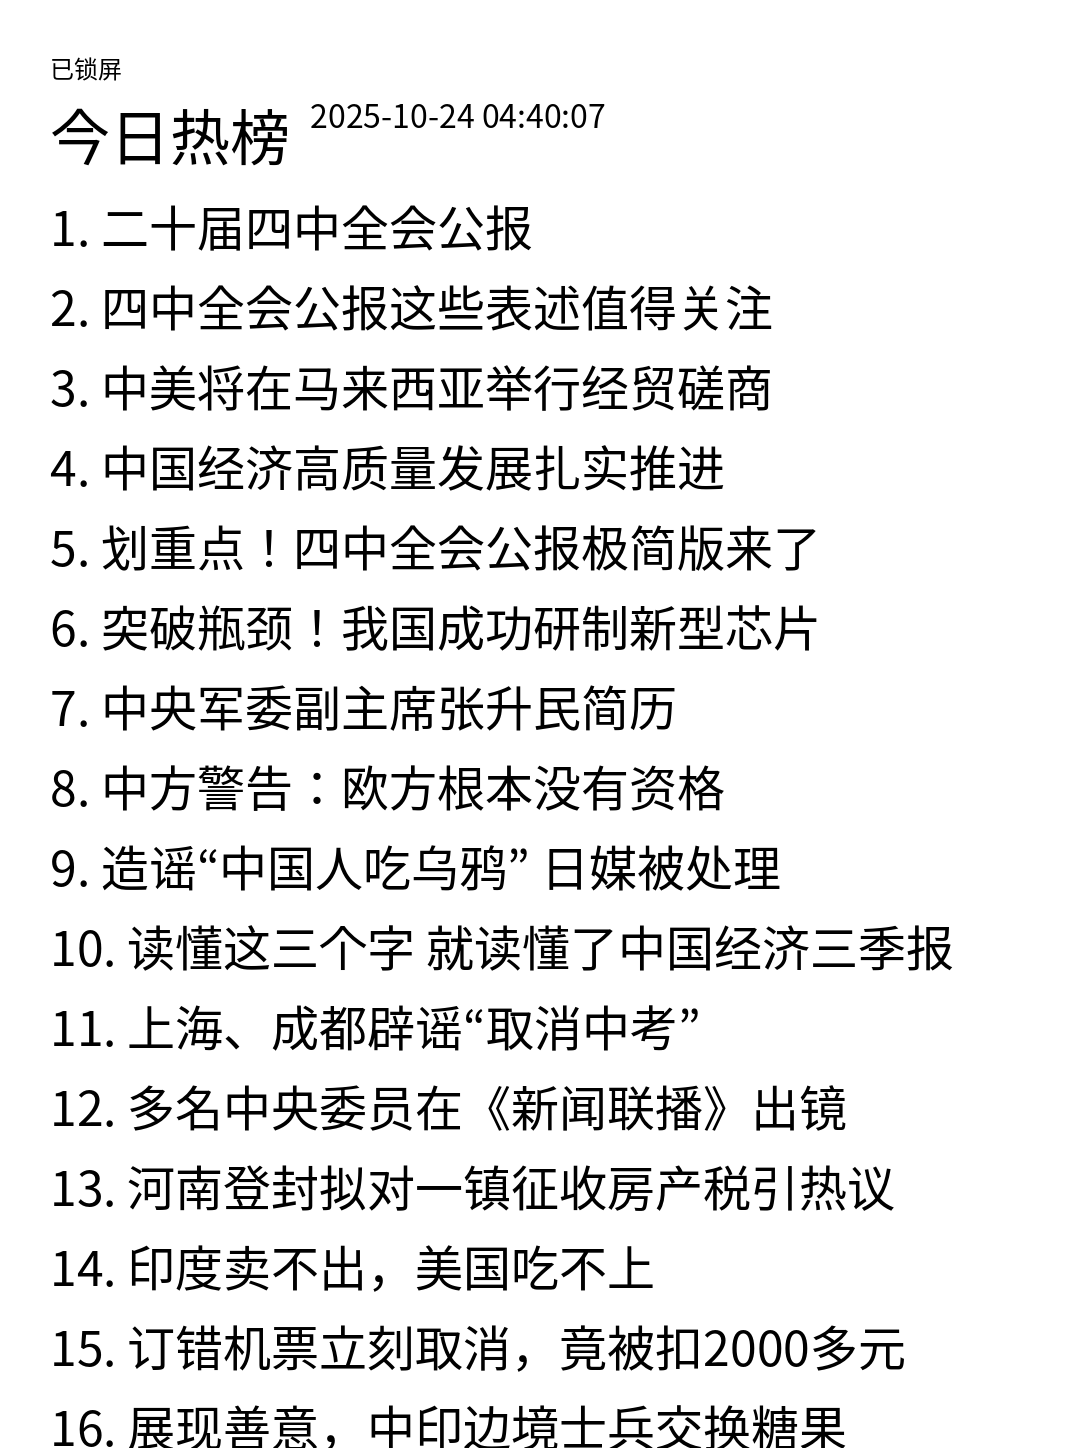 已锁屏
今日热榜 2025-10-24 04:40:07
1. 二十届四中全会公报
2. 四中全会公报这些表述值得关注
3. 中美将在马来西亚举行经贸磋商
4. 中国经济高质量发展扎实推进
5. 划重点！四中全会公报极简版来了
6. 突破瓶颈！我国成功研制新型芯片
7. 中央军委副主席张升民简历
8. 中方警告：欧方根本没有资格
9. 造谣“中国人吃乌鸦” 日媒被处理
10. 读懂这三个字 就读懂了中国经济三季报
11. 上海、成都辟谣“取消中考”
12. 多名中央委员在《新闻联播》出镜
13. 河南登封拟对一镇征收房产税引热议
14. 印度卖不出，美国吃不上
15. 订错机票立刻取消，竟被扣2000多元
16. 展现善意，中印边境士兵交换糖果